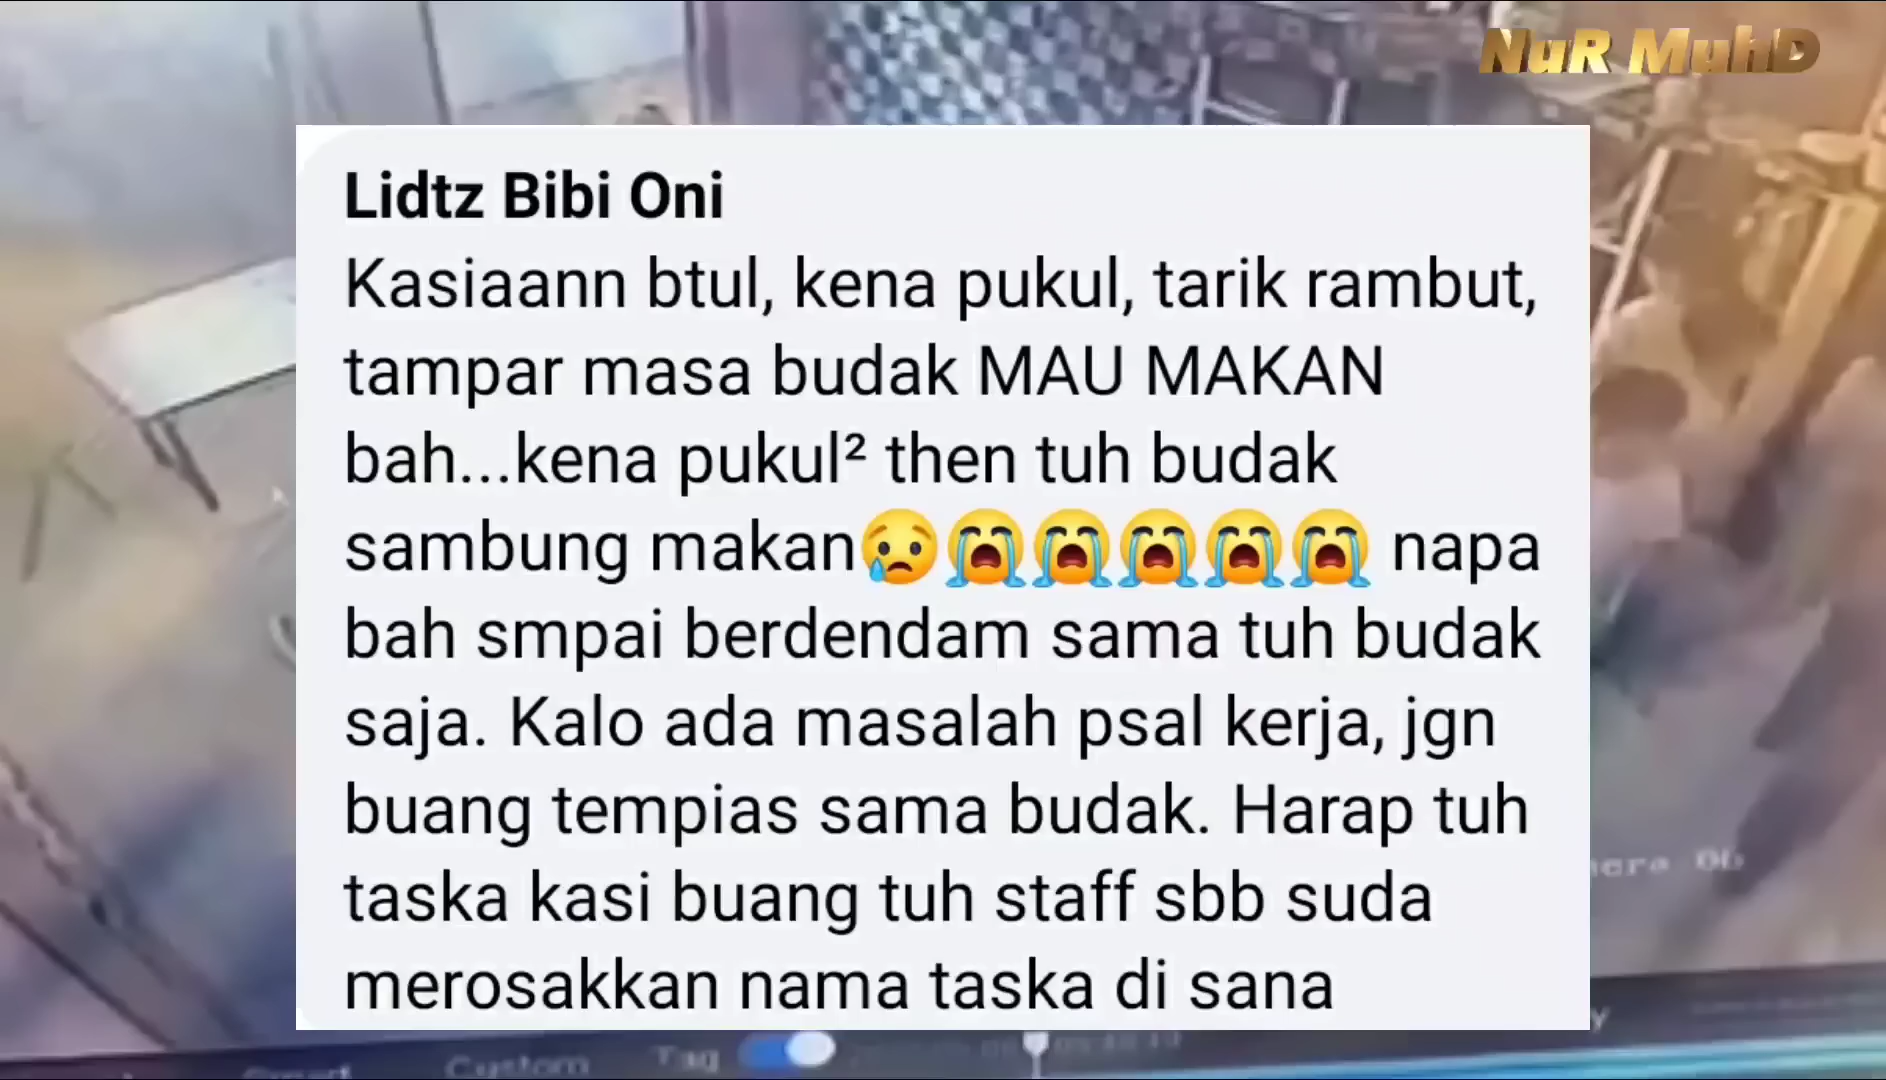 NuR MuhD
Lidtz Bibi Oni
Kasiaann btul, kena pukul, tarik rambut,
tampar masa budak MAU MAKAN
bah...kena pukul² then tuh budak
sambung makan😢😭😭😭😭😭 napa
bah smpai berdendam sama tuh budak
saja. Kalo ada masalah psal kerja, jgn
buang tempias sama budak. Harap tuh
taska kasi buang tuh staff sbb suda
merosakkan nama taska di sana
Custom
Tag